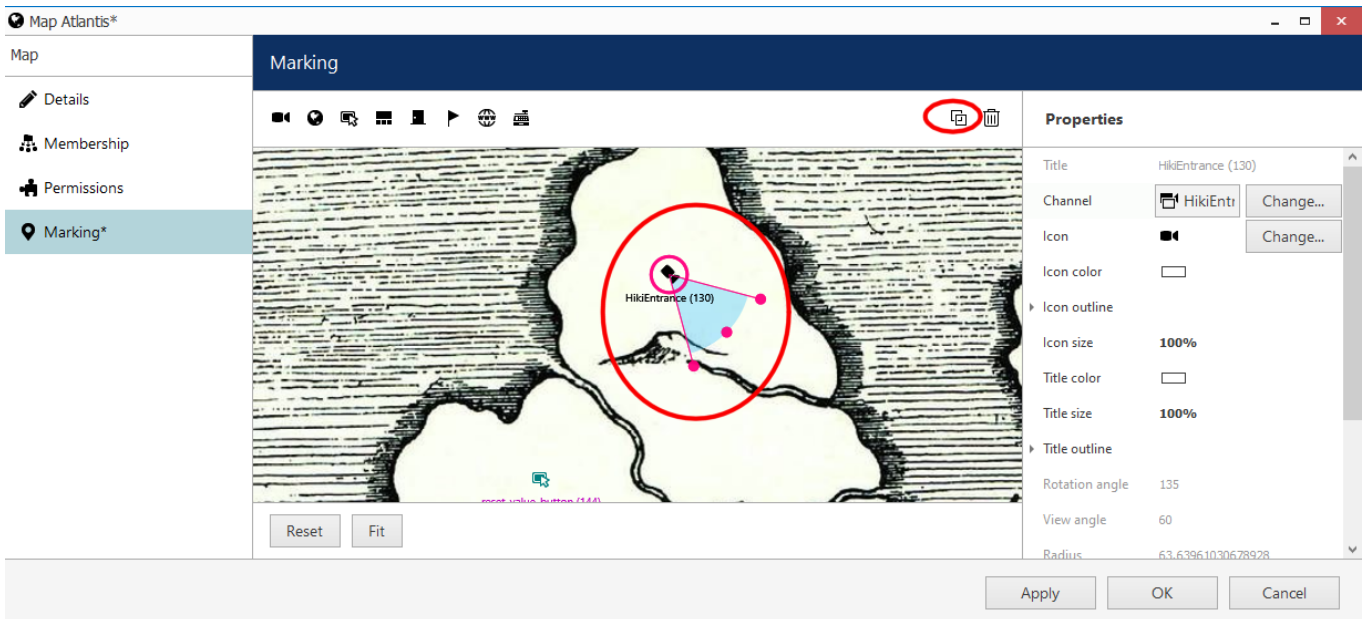 Map Atlantis*
Map
Marking
Details
Membership
Permissions
Marking*
Properties
Title HikiEntrance (130)
Channel HikiEntr Change...
Icon Change...
Icon color
Icon outline
Icon size 100%
Title color
Title size 100%
Title outline
Rotation angle 135
View angle 60
Radius 63.63961030678928
HikiEntrance (130)
reset_value_button (144)
Reset Fit
Apply OK Cancel